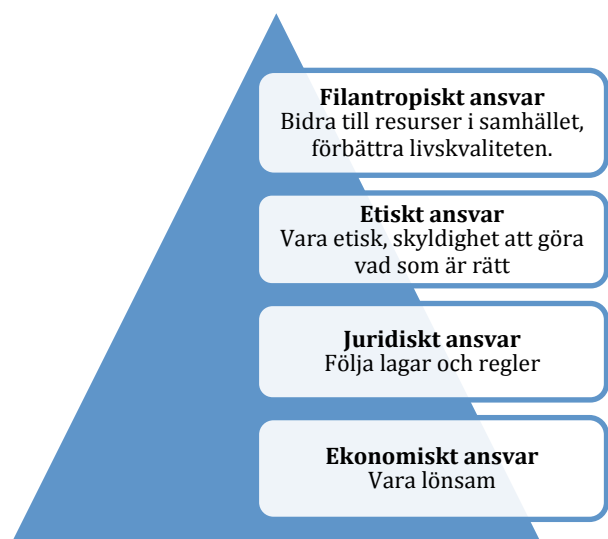 Filantropiskt ansvar
Bidra till resurser i samhället,
förbättra livskvaliteten.
Etiskt ansvar
Vara etisk, skyldighet att göra
vad som är rätt
Juridiskt ansvar
Följa lagar och regler
Ekonomiskt ansvar
Vara lönsam